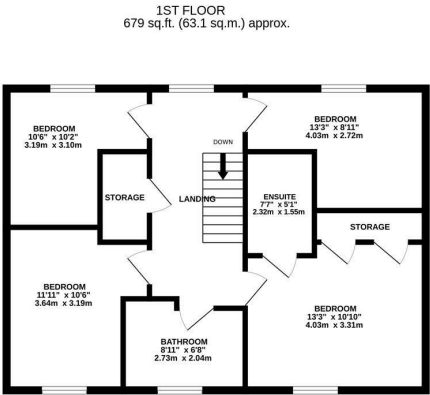 1ST FLOOR
679 sq.ft. (63.1 sq.m.) approx.
BEDROOM
10'6" x 10'2"
3.19m x 3.10m
BEDROOM
13'3" x 8'11"
4.03m x 2.72m
DOWN
STORAGE
LANDING
ENSUITE
7'7" x 5'1"
2.32m x 1.55m
STORAGE
BEDROOM
11'11" x 10'6"
3.64m x 3.19m
BEDROOM
13'3" x 10'10"
4.03m x 3.31m
BATHROOM
8'11" x 6'8"
2.73m x 2.04m